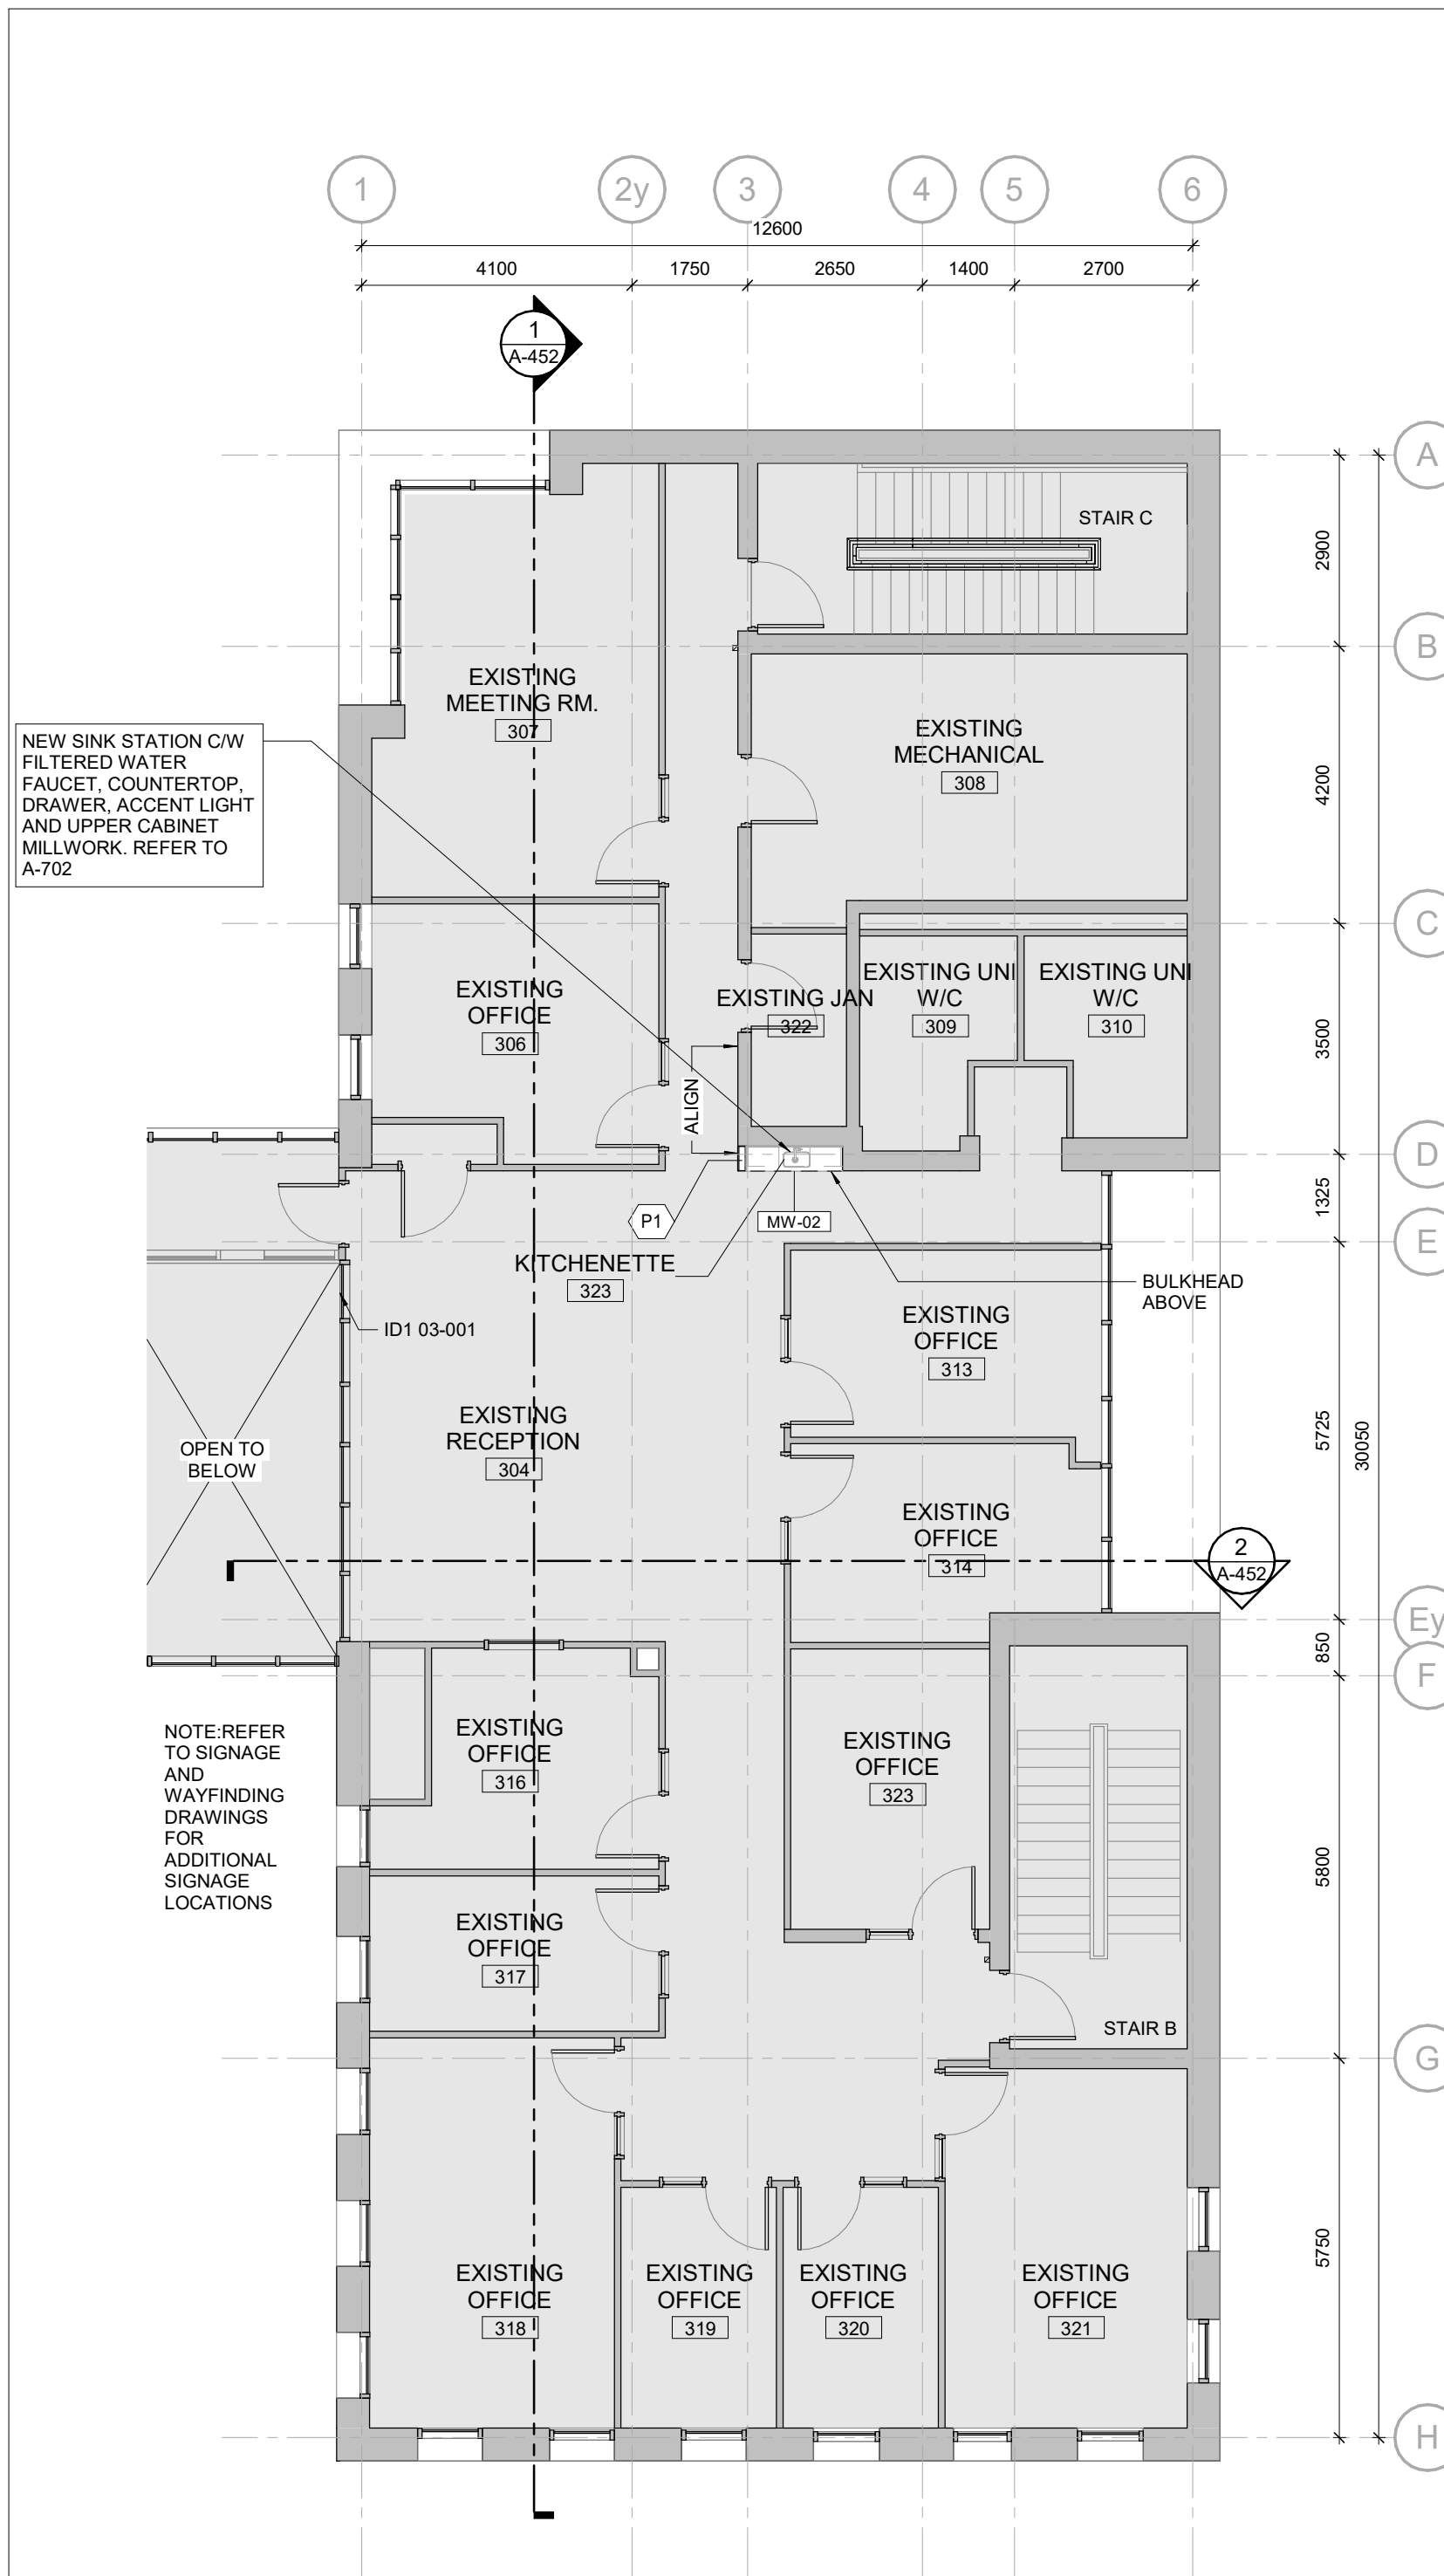 1
2y
3
4
5
6
12600
4100
1750
2650
1400
2700
1
A-452
A
STAIR C
2900
B
EXISTING
MEETING RM.
307
EXISTING
MECHANICAL
308
4200
NEW SINK STATION C/W
FILTERED WATER
FAUCET, COUNTERTOP,
DRAWER, ACCENT LIGHT
AND UPPER CABINET
MILLWORK. REFER TO
A-702
C
EXISTING
OFFICE
306
EXISTING JAN
322
EXISTING UNI
W/C
309
EXISTING UNI
W/C
310
3500
ALIGN
D
1325
P1
MW-02
E
KITCHENETTE
323
BULKHEAD
ABOVE
ID1 03-001
EXISTING
OFFICE
313
EXISTING
RECEPTION
304
OPEN TO
BELOW
5725
30050
EXISTING
OFFICE
314
2
A-452
Ey
850
F
NOTE:REFER
TO SIGNAGE
AND
WAYFINDING
DRAWINGS
FOR
ADDITIONAL
SIGNAGE
LOCATIONS
EXISTING
OFFICE
316
EXISTING
OFFICE
323
5800
EXISTING
OFFICE
317
STAIR B
G
5750
EXISTING
OFFICE
318
EXISTING
OFFICE
319
EXISTING
OFFICE
320
EXISTING
OFFICE
321
H